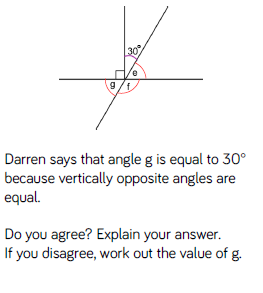 30°
e
g f
Darren says that angle g is equal to 30°
because vertically opposite angles are
equal.
Do you agree? Explain your answer.
If you disagree, work out the value of g.